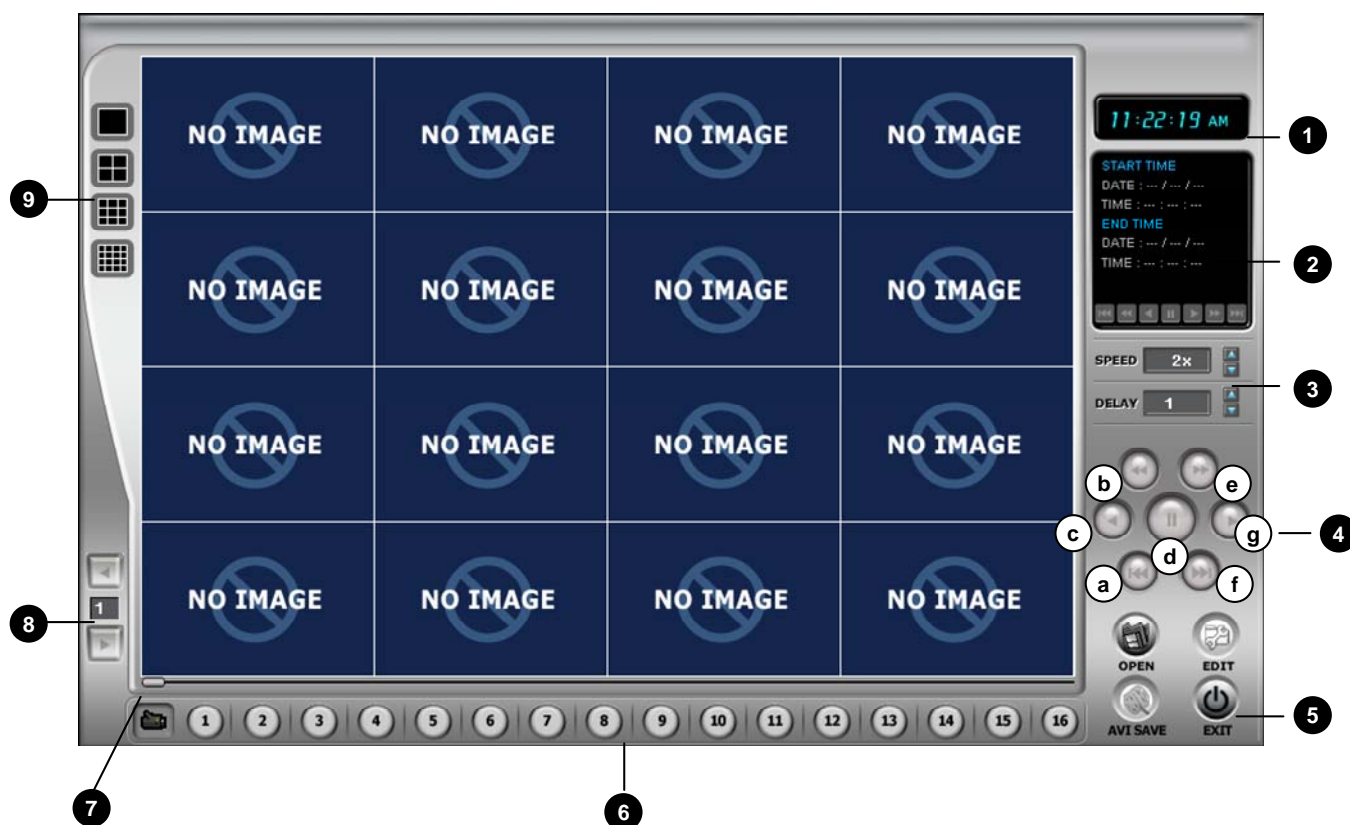 NO IMAGE NO IMAGE NO IMAGE NO IMAGE
NO IMAGE NO IMAGE NO IMAGE NO IMAGE
NO IMAGE NO IMAGE NO IMAGE NO IMAGE
NO IMAGE NO IMAGE NO IMAGE NO IMAGE
11:22:19 AM
1
START TIME
DATE : --- / --- / ---
TIME : --- : --- : ---
END TIME
DATE : --- / --- / ---
TIME : --- : --- : ---
2
SPEED 2x
DELAY 1
3
b e
c d g
4
a f
OPEN EDIT
AVI SAVE EXIT
5
9
1
8
1 2 3 4 5 6 7 8 9 10 11 12 13 14 15 16
7
6